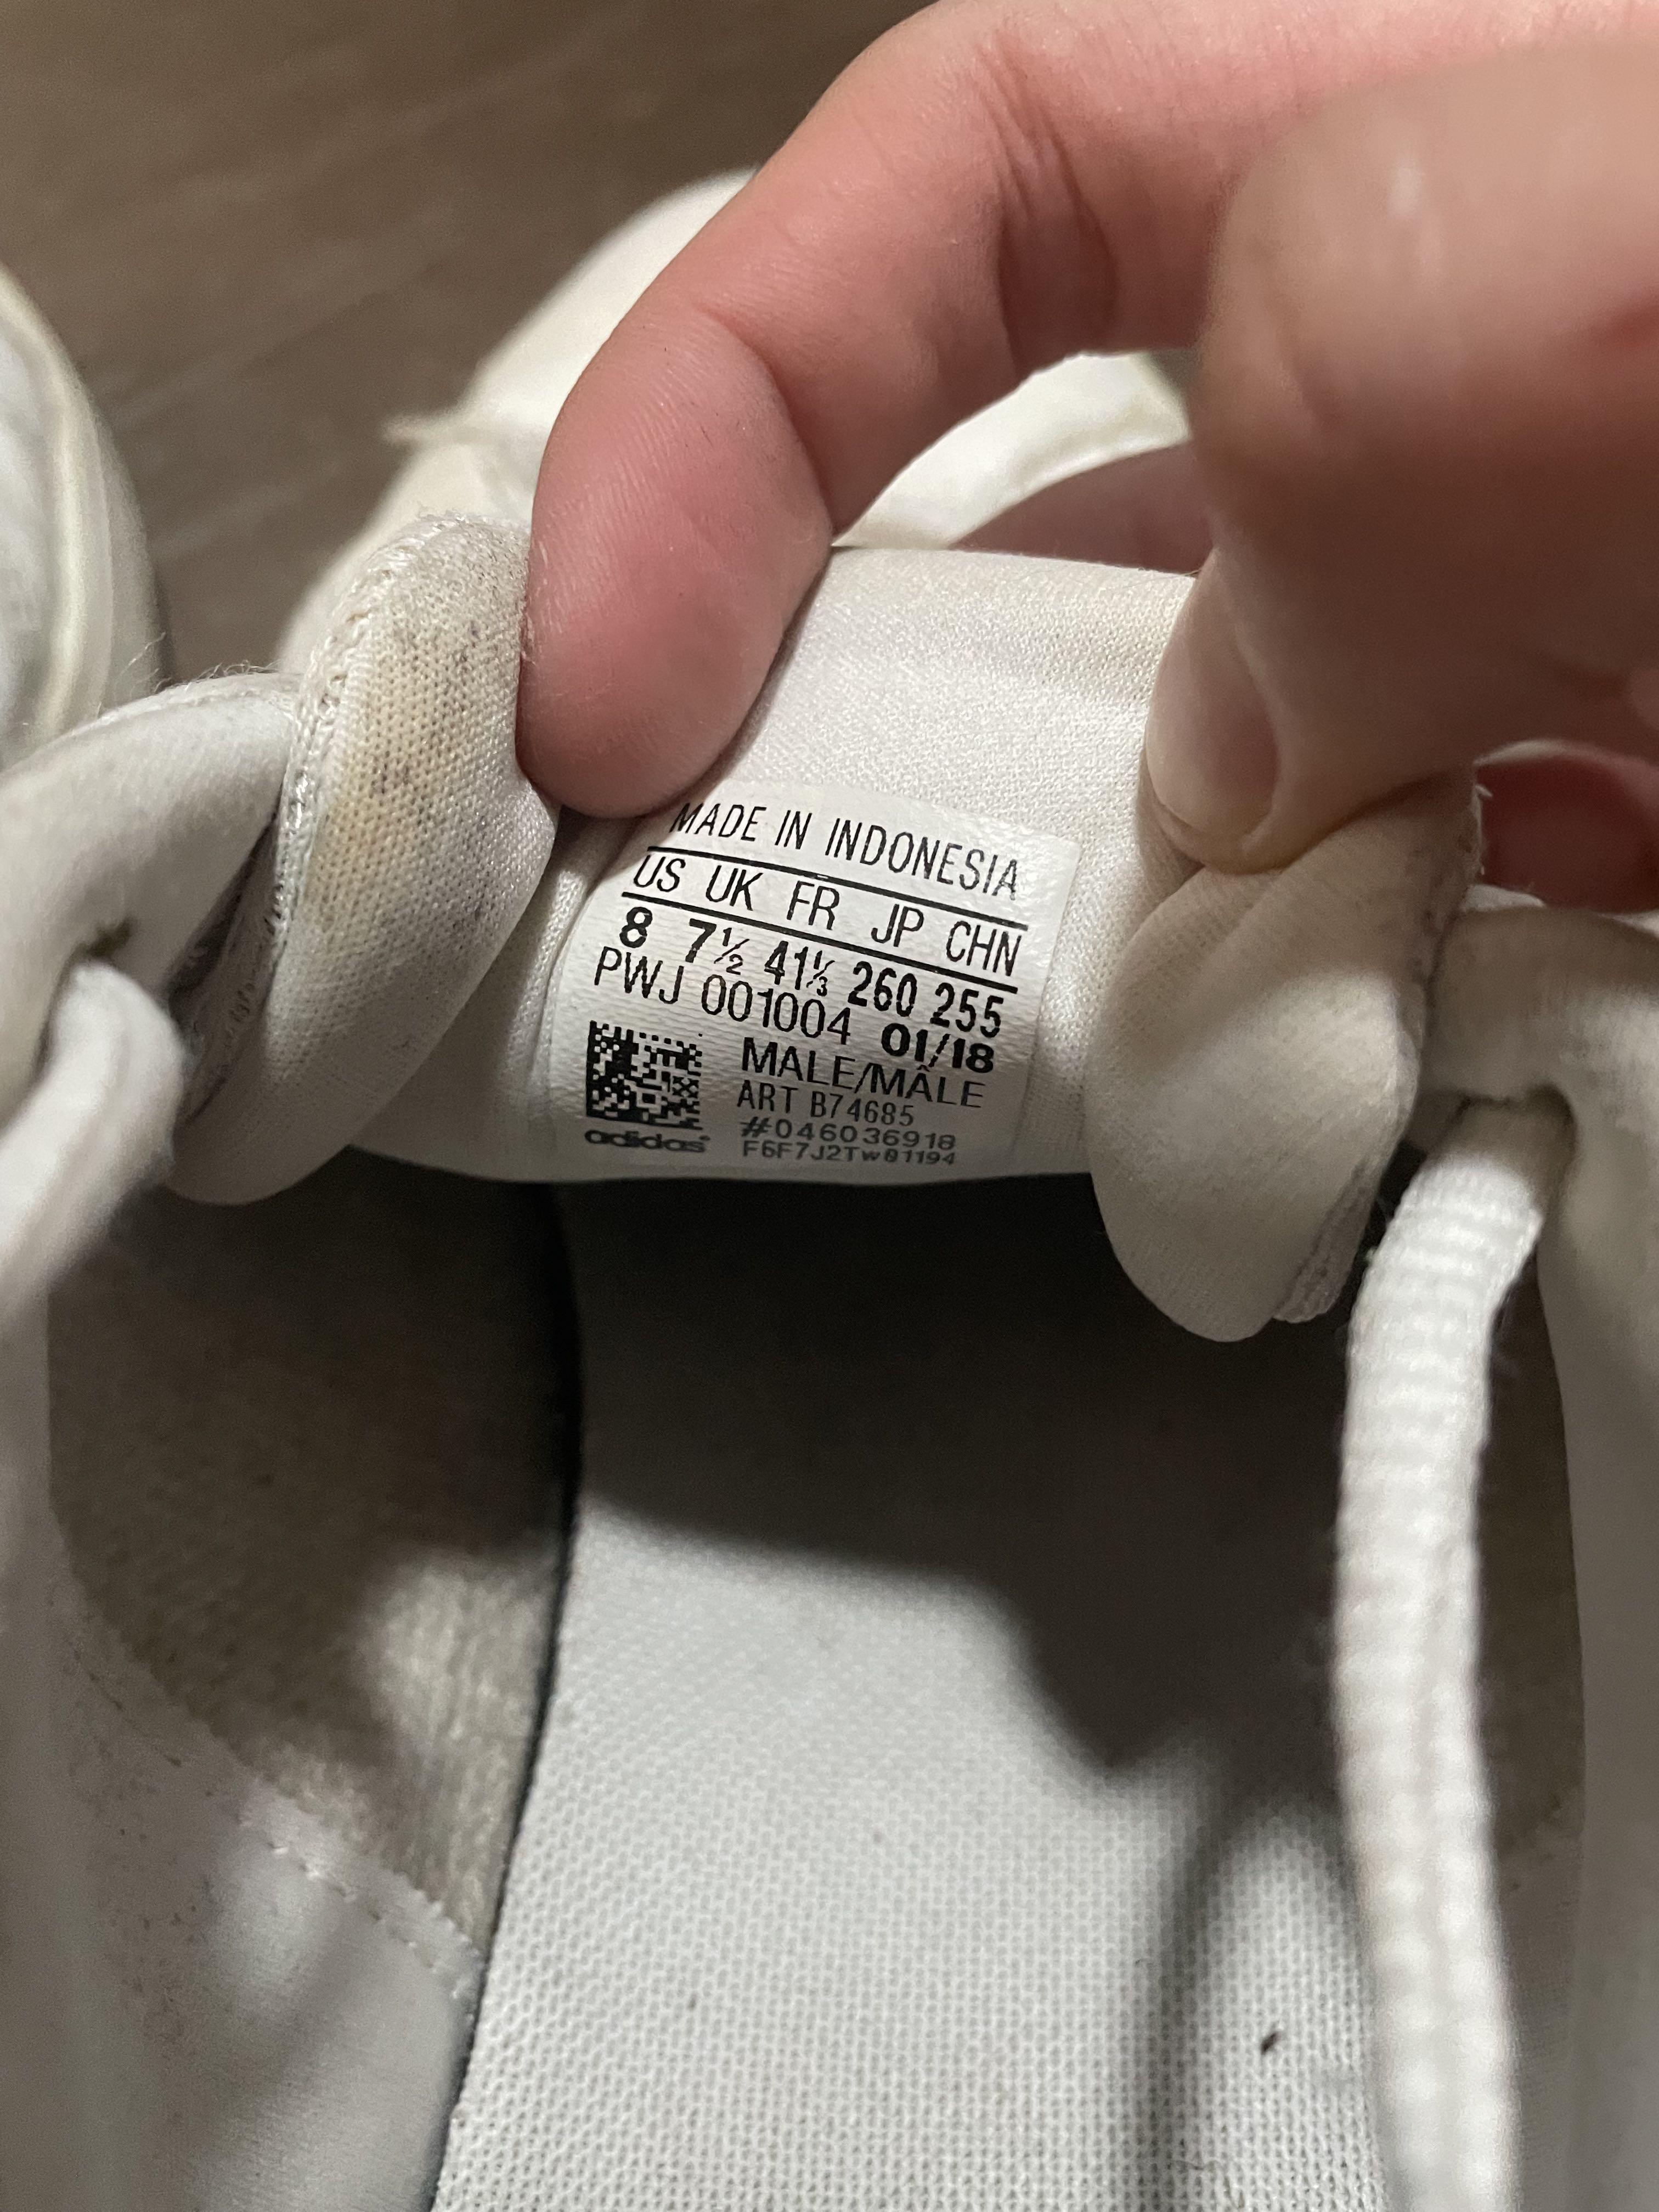 MADE IN INDONESIA
US UK FR JP CHN
8 7½ 41⅓ 260 255
PWJ 001004 01/18
MALE/MÂLE
ART B74685
#046036918
adidas F6F7J2Tw01194